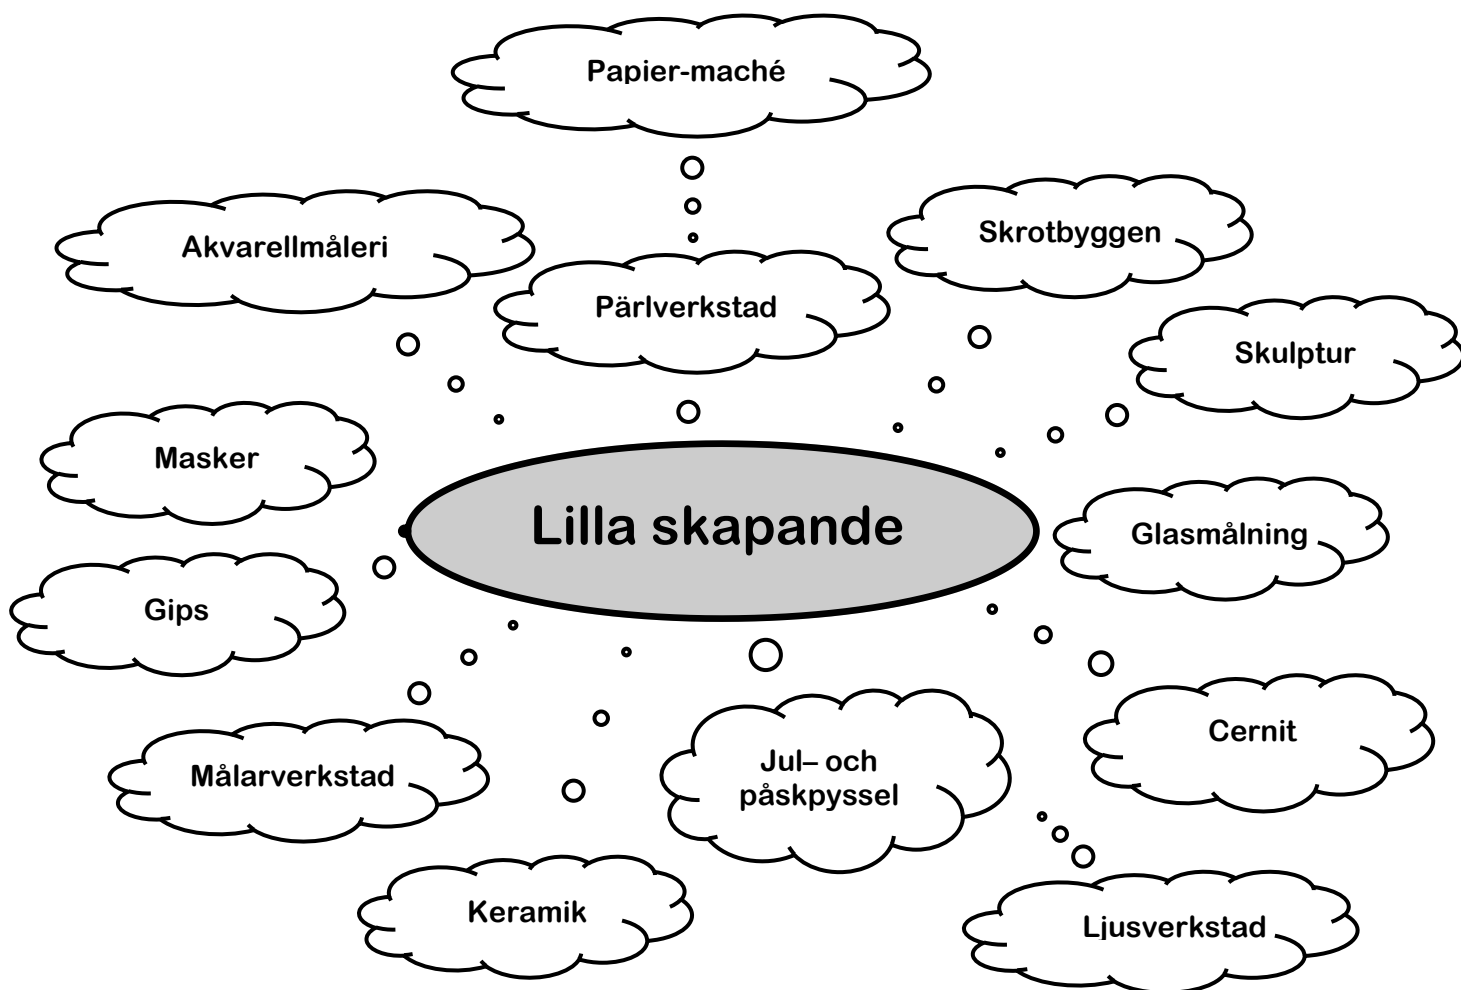 Papier-maché
Akvarellmåleri
Skrotbyggen
Pärlverkstad
Skulptur
Masker
Lilla skapande
Glasmålning
Gips
Cernit
Målarverkstad
Jul– och
påskpyssel
Keramik
Ljusverkstad